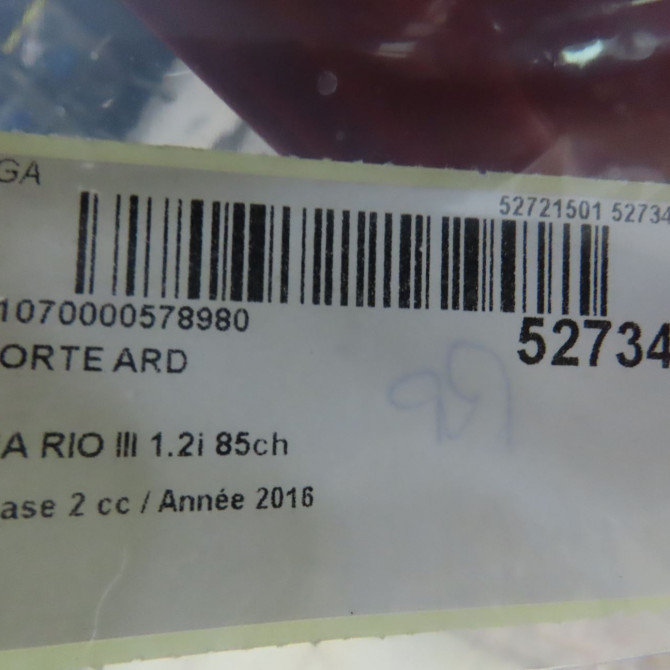 GA
52721501 52734
1070000578980
52734
ORTE ARD
A RIO III 1.2i 85ch
ase 2 cc / Année 2016